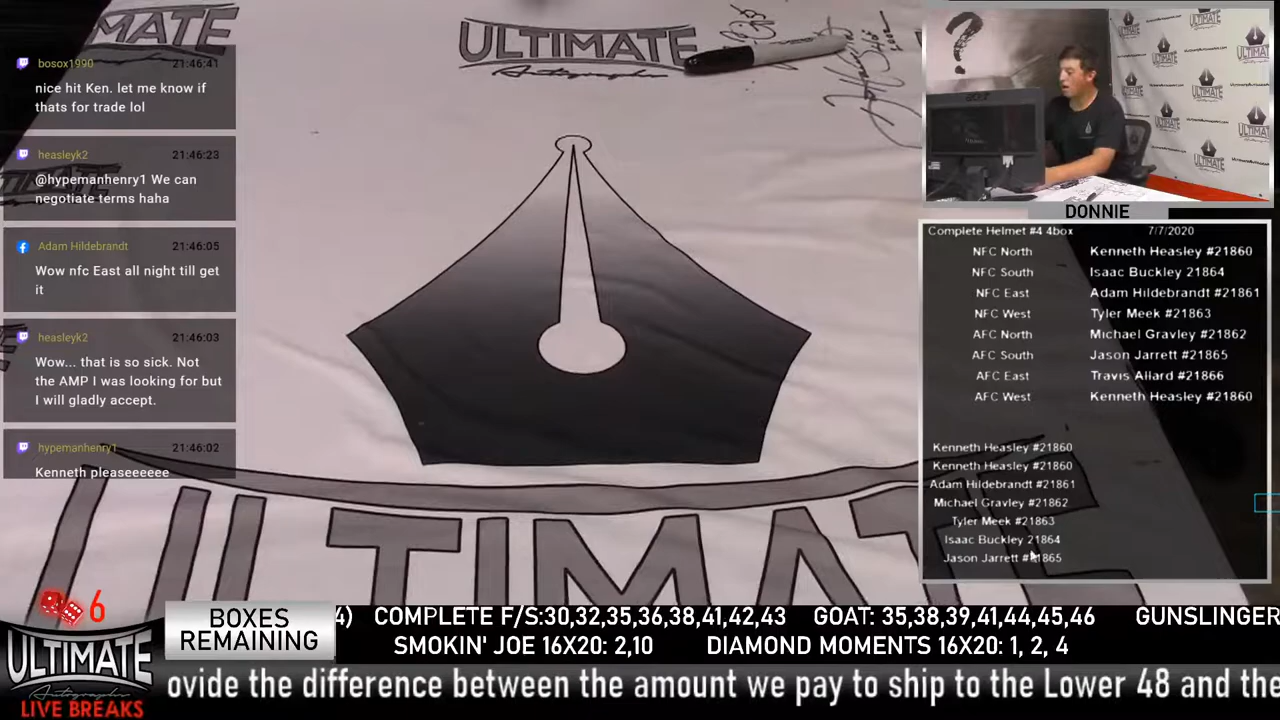 MATE
ULTIMATE
Autographs
bosox1990 21:46:41
nice hit Ken. let me know if
thats for trade lol
heasleyk2 21:46:23
@hypemanhenry1 We can
negotiate terms haha
Adam Hildebrandt 21:46:05
Wow nfc East all night till get
it
heasleyk2 21:46:03
Wow... that is so sick. Not
the AMP I was looking for but
I will gladly accept.
hypemanhenry1 21:46:02
Kenneth pleaseeeeee
ULTIMATE
DONNIE
Complete Helmet #4 4box 7/7/2020
NFC North Kenneth Heasley #21860
NFC South Isaac Buckley 21864
NFC East Adam Hildebrandt #21861
NFC West Tyler Meek #21863
AFC North Michael Gravley #21862
AFC South Jason Jarrett #21865
AFC East Travis Allard #21866
AFC West Kenneth Heasley #21860
Kenneth Heasley #21860
Kenneth Heasley #21860
Adam Hildebrandt #21861
Michael Gravley #21862
Tyler Meek #21863
Isaac Buckley 21864
Jason Jarrett #21865
6
ULTIMATE
Autographs
LIVE BREAKS
BOXES
REMAINING
4) COMPLETE F/S:30,32,35,36,38,41,42,43 GOAT: 35,38,39,41,44,45,46 GUNSLINGER
SMOKIN' JOE 16X20: 2,10 DIAMOND MOMENTS 16X20: 1, 2, 4
ovide the difference between the amount we pay to ship to the Lower 48 and the